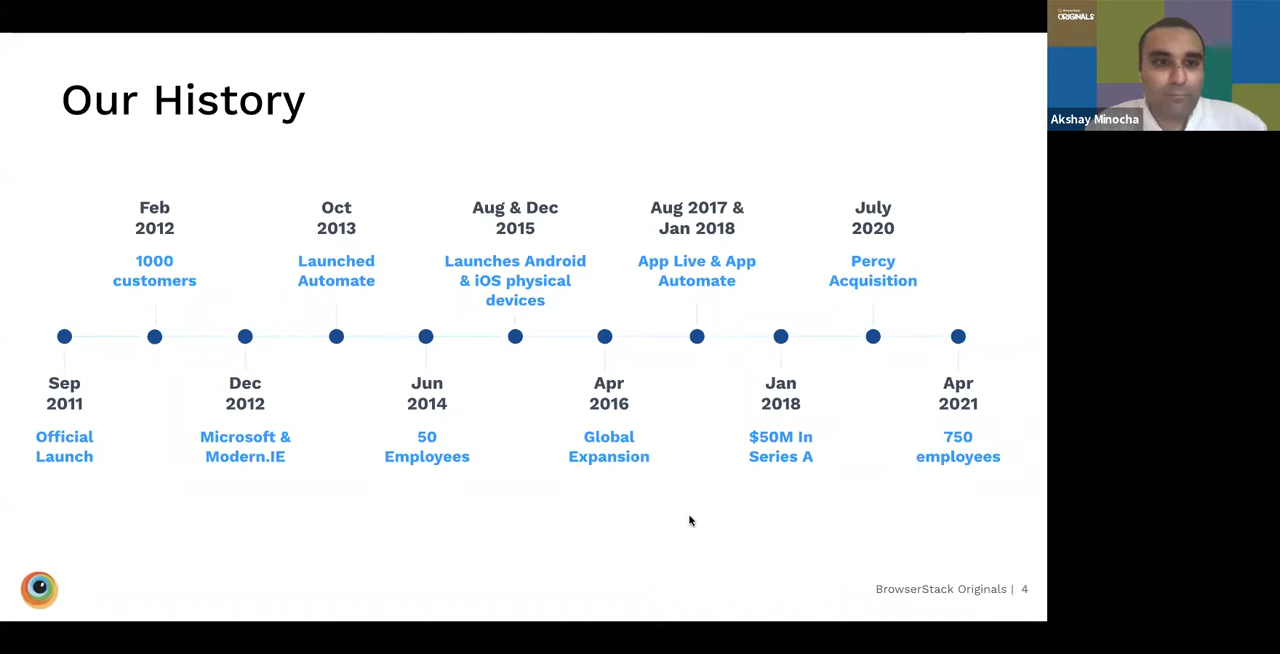 Our History
Feb
2012
1000
customers
Oct
2013
Launched
Automate
Aug & Dec
2015
Launches Android
& iOS physical
devices
Aug 2017 &
Jan 2018
App Live & App
Automate
July
2020
Percy
Acquisition
Sep
2011
Official
Launch
Dec
2012
Microsoft &
Modern.IE
Jun
2014
50
Employees
Apr
2016
Global
Expansion
Jan
2018
$50M In
Series A
Apr
2021
750
employees
BrowserStack Originals | 4
BrowserStack
ORIGINALS
Akshay Minocha